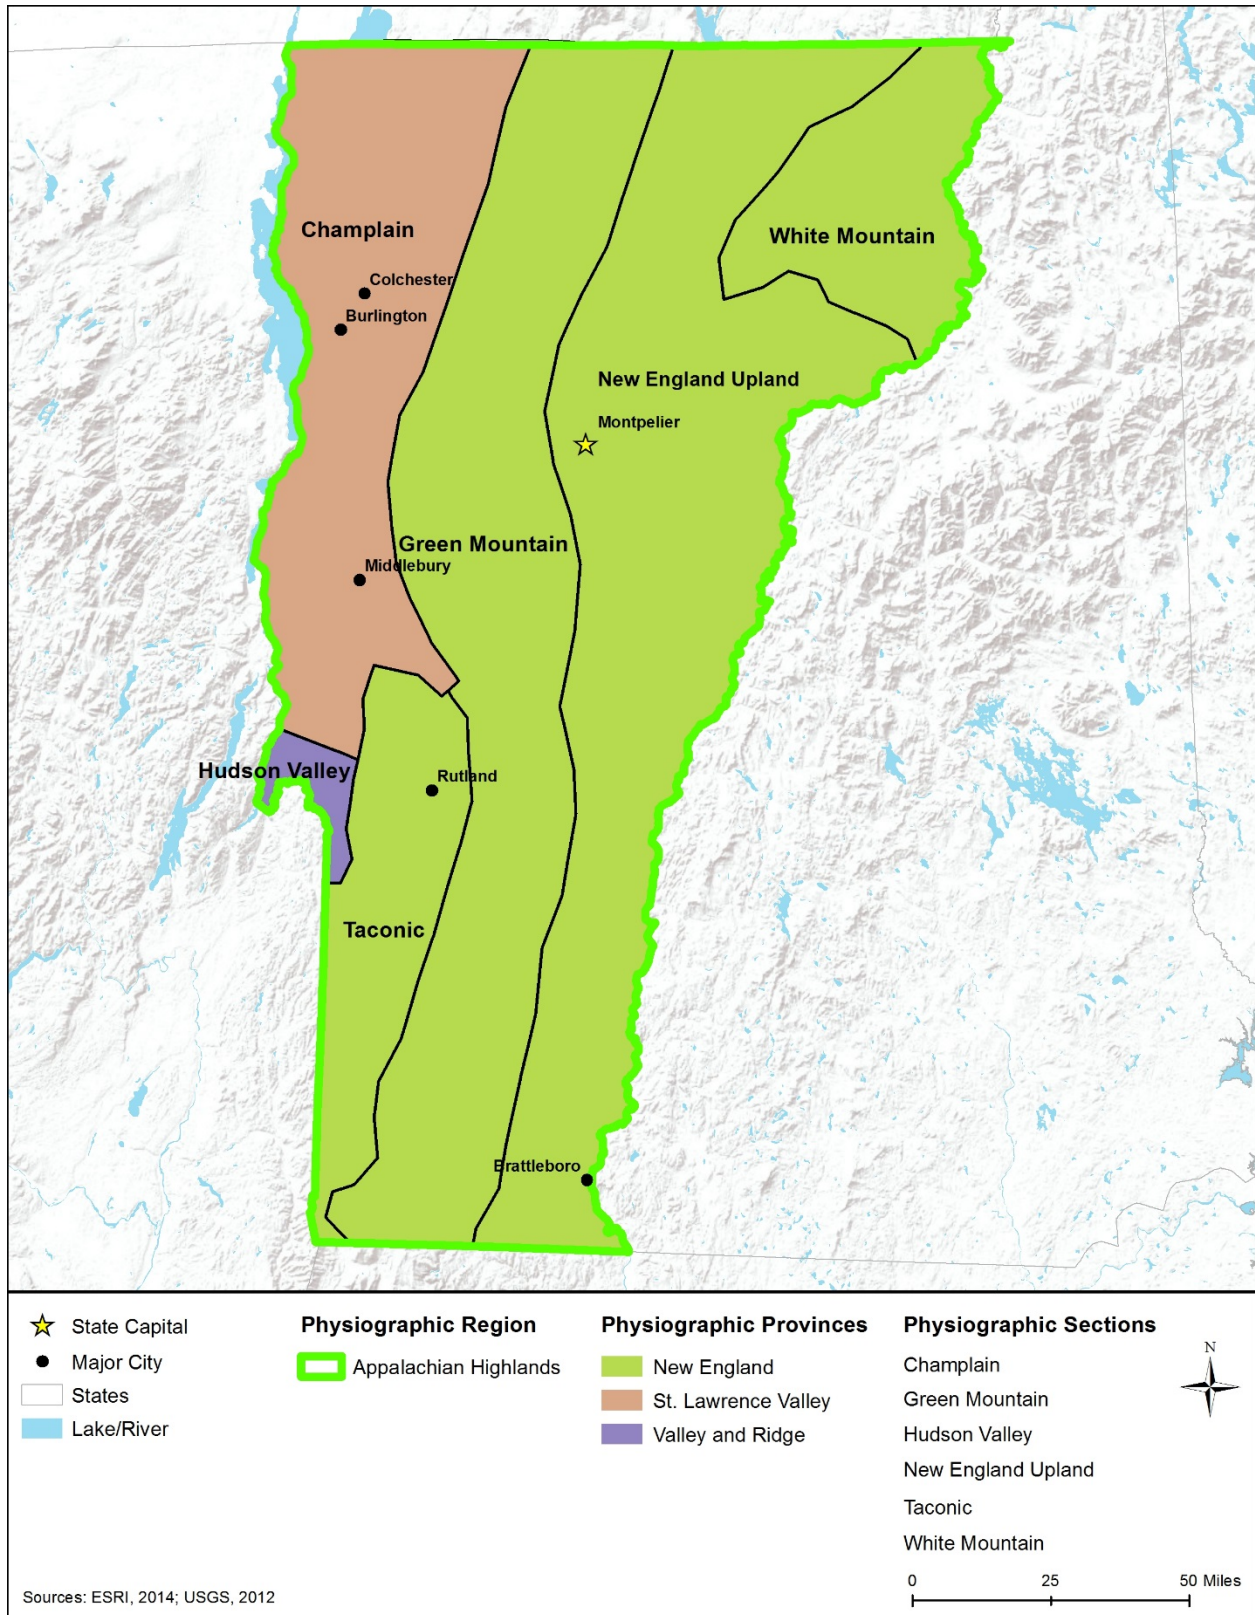 Champlain
White Mountain
Colchester
Burlington
New England Upland
Montpelier
Green Mountain
Middlebury
Hudson Valley
Rutland
Taconic
Brattleboro
State Capital
Major City
States
Lake/River
Physiographic Region
Appalachian Highlands
Physiographic Provinces
New England
St. Lawrence Valley
Valley and Ridge
Physiographic Sections
Champlain
Green Mountain
Hudson Valley
New England Upland
Taconic
White Mountain
N
0 25 50 Miles
Sources: ESRI, 2014; USGS, 2012